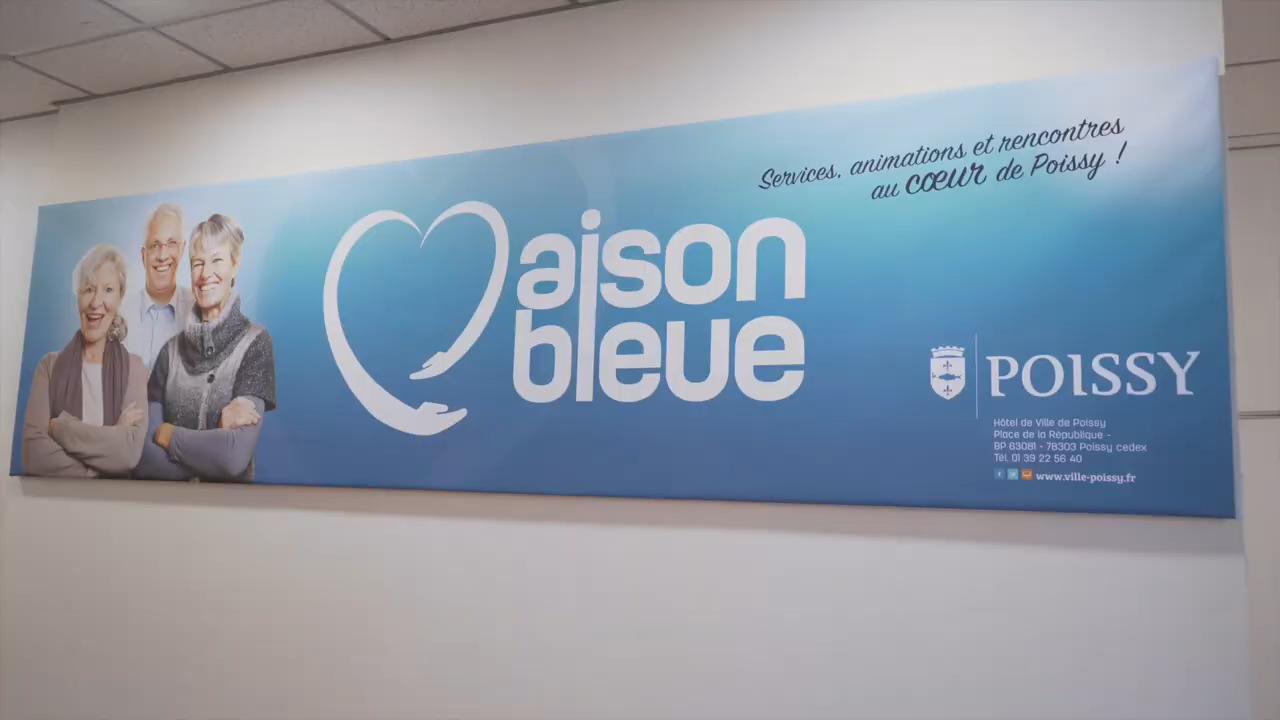 Services, animations et rencontres
au cœur de Poissy !
aison
bleue
POISSY
Hôtel de Ville de Poissy
Place de la République -
BP 63081 - 78303 Poissy cedex
Tél. 01 39 22 56 40
www.ville-poissy.fr